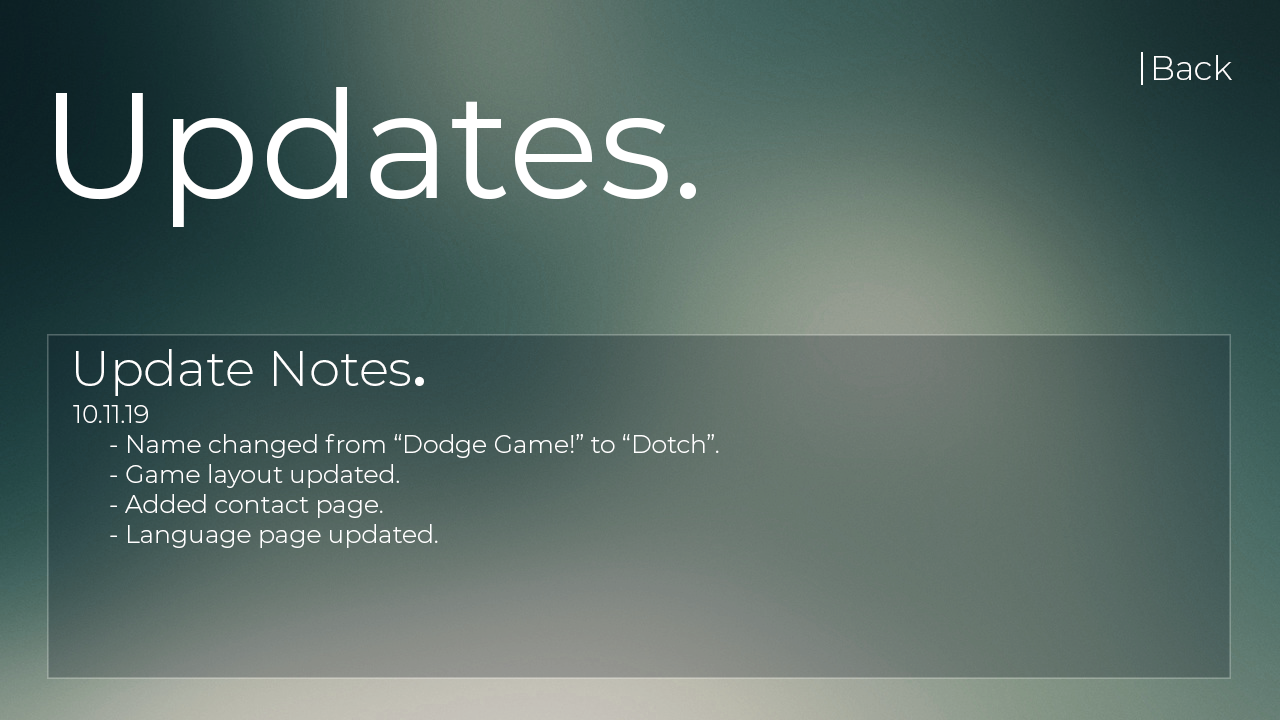 |Back
Updates.
Update Notes.
10.11.19
- Name changed from “Dodge Game!” to “Dotch”.
- Game layout updated.
- Added contact page.
- Language page updated.